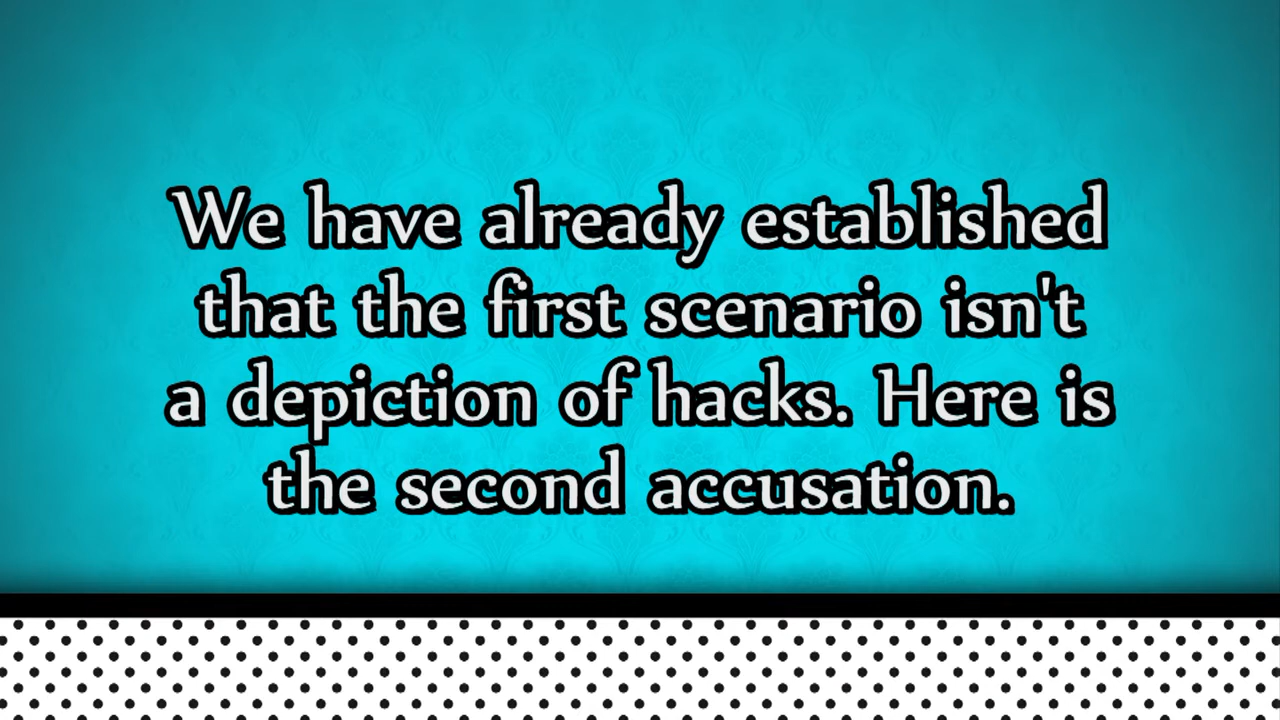 We have already established
that the first scenario isn't
a depiction of hacks. Here is
the second accusation.